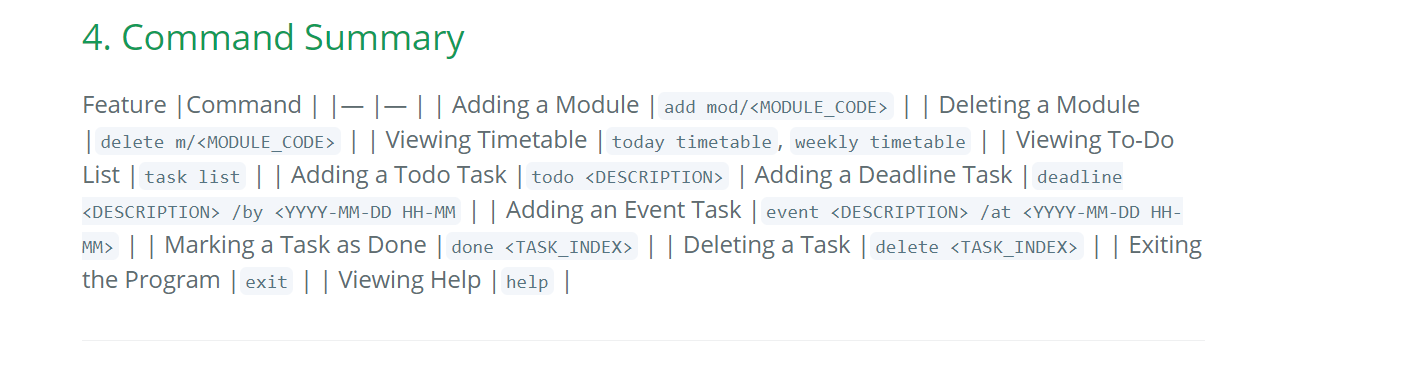 4. Command Summary
Feature |Command | |— |— | | Adding a Module |add mod/<MODULE_CODE> | | Deleting a Module
|delete m/<MODULE_CODE> | | Viewing Timetable |today timetable, weekly timetable | | Viewing To-Do
List |task list | | Adding a Todo Task |todo <DESCRIPTION> | Adding a Deadline Task |deadline
<DESCRIPTION> /by <YYYY-MM-DD HH-MM | | Adding an Event Task |event <DESCRIPTION> /at <YYYY-MM-DD HH-
MM> | | Marking a Task as Done |done <TASK_INDEX> | | Deleting a Task |delete <TASK_INDEX> | | Exiting
the Program |exit | | Viewing Help |help |